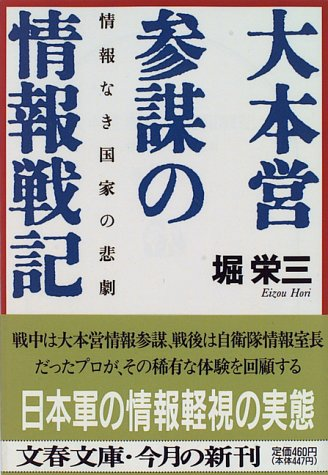 大本営
参謀の
情報戦記
情報なき国家の悲劇
堀 栄三
Eizou Hori
戦中は大本営情報参謀、戦後は自衛隊情報室長
だったプロが、その稀有な体験を回顧する
日本軍の情報軽視の実態
文春文庫・今月の新刊
定価460円
(本体447円)